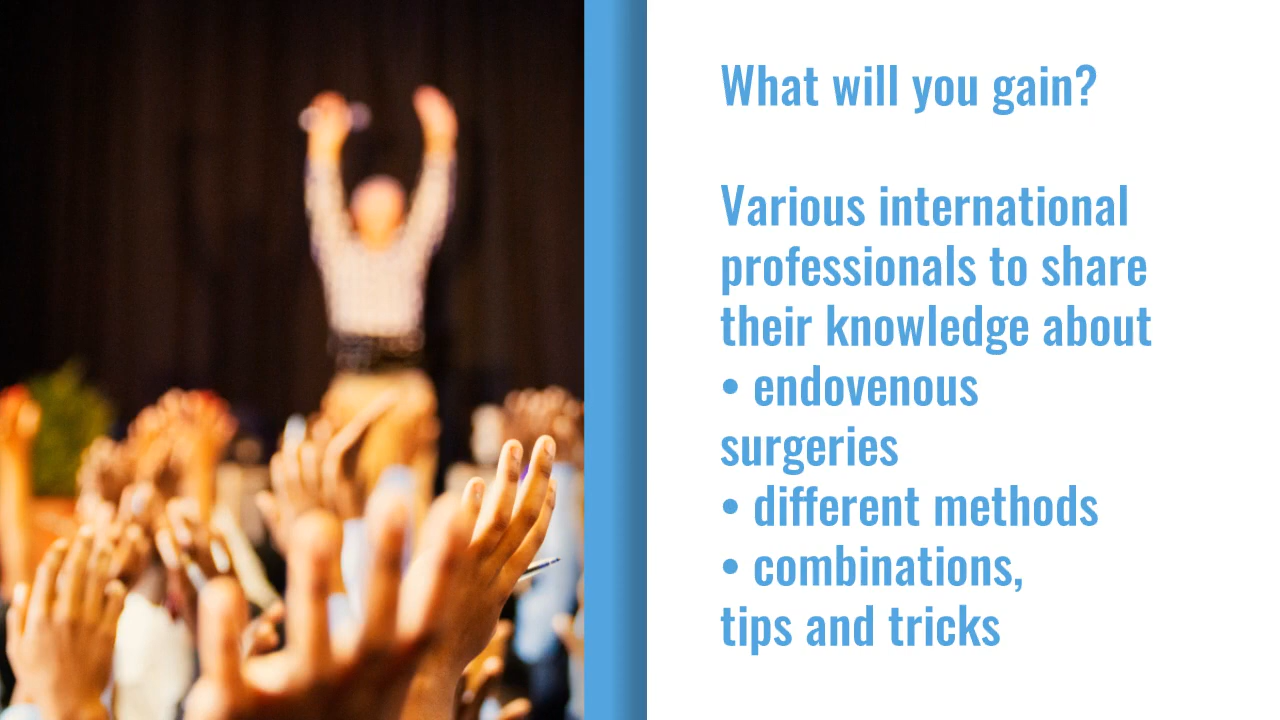 What will you gain?
Various international
professionals to share
their knowledge about
• endovenous
surgeries
• different methods
• combinations,
tips and tricks